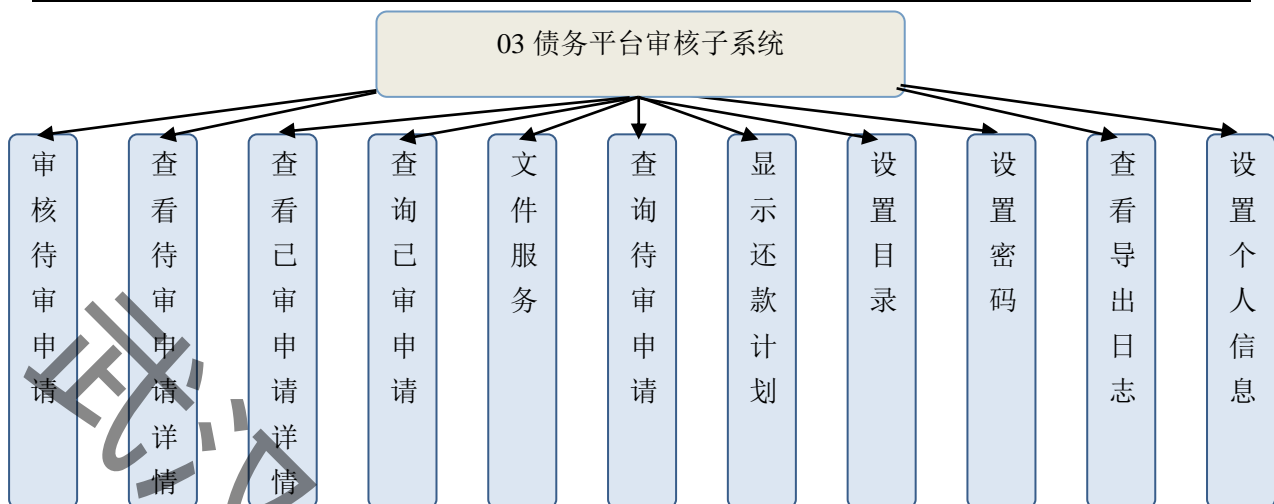 03 债务平台审核子系统
审核待审申请
查看待审申请详情
查看已审申请详情
查询已审申请
文件服务
查询待审申请
显示还款计划
设置目录
设置密码
查看导出日志
设置个人信息
武汉